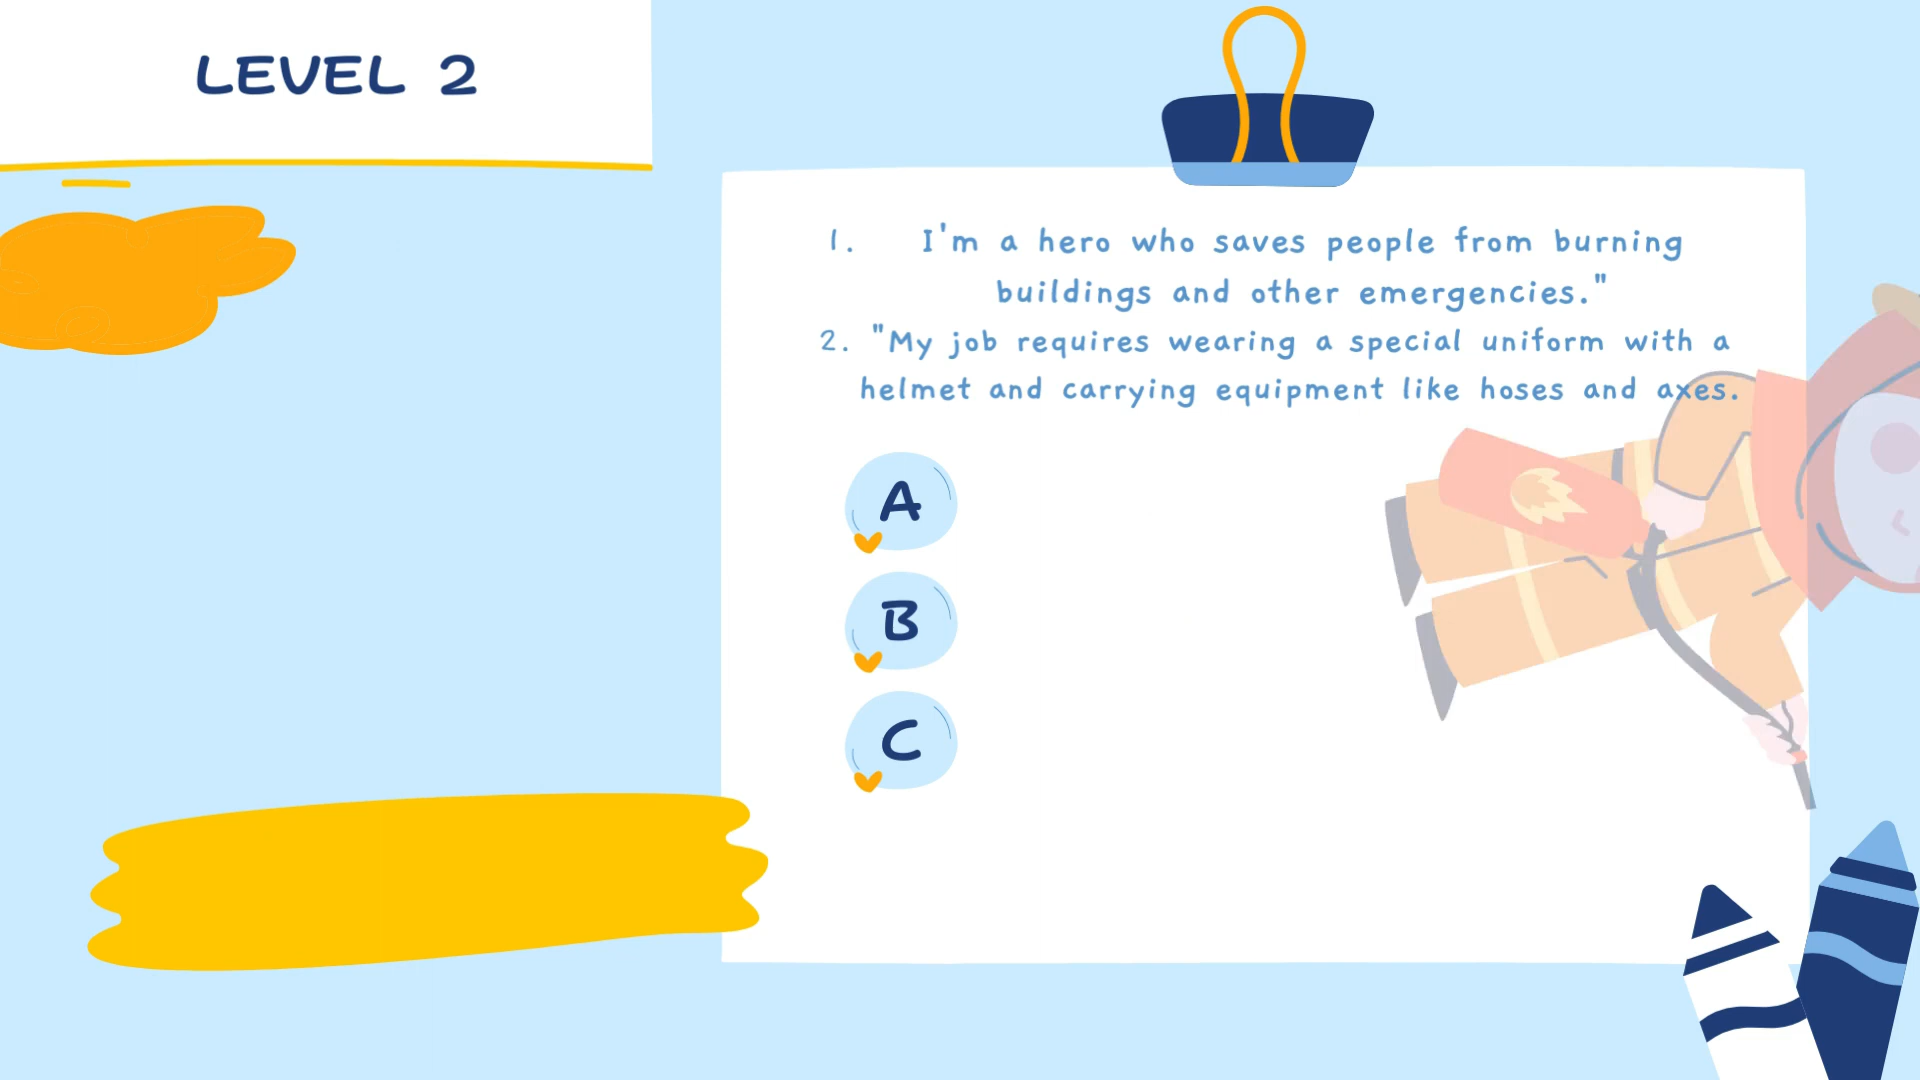 LEVEL 2
1. I'm a hero who saves people from burning
buildings and other emergencies."
2. "My job requires wearing a special uniform with a
helmet and carrying equipment like hoses and axes.
A
B
C